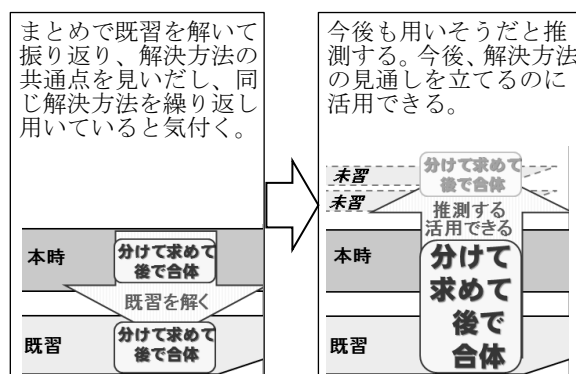 まとめで既習を解いて
振り返り、解決方法の
共通点を見いだし、同
じ解決方法を繰り返し
用いていると気付く。
本時
分けて求めて
後で合体
既習を解く
既習
分けて求めて
後で合体
今後も用いそうだと推
測する。今後、解決方法
の見通しを立てるのに
活用できる。
未習
分けて求めて
後で合体
未習
推測する
活用できる
本時
分けて
求めて
後で
合体
既習